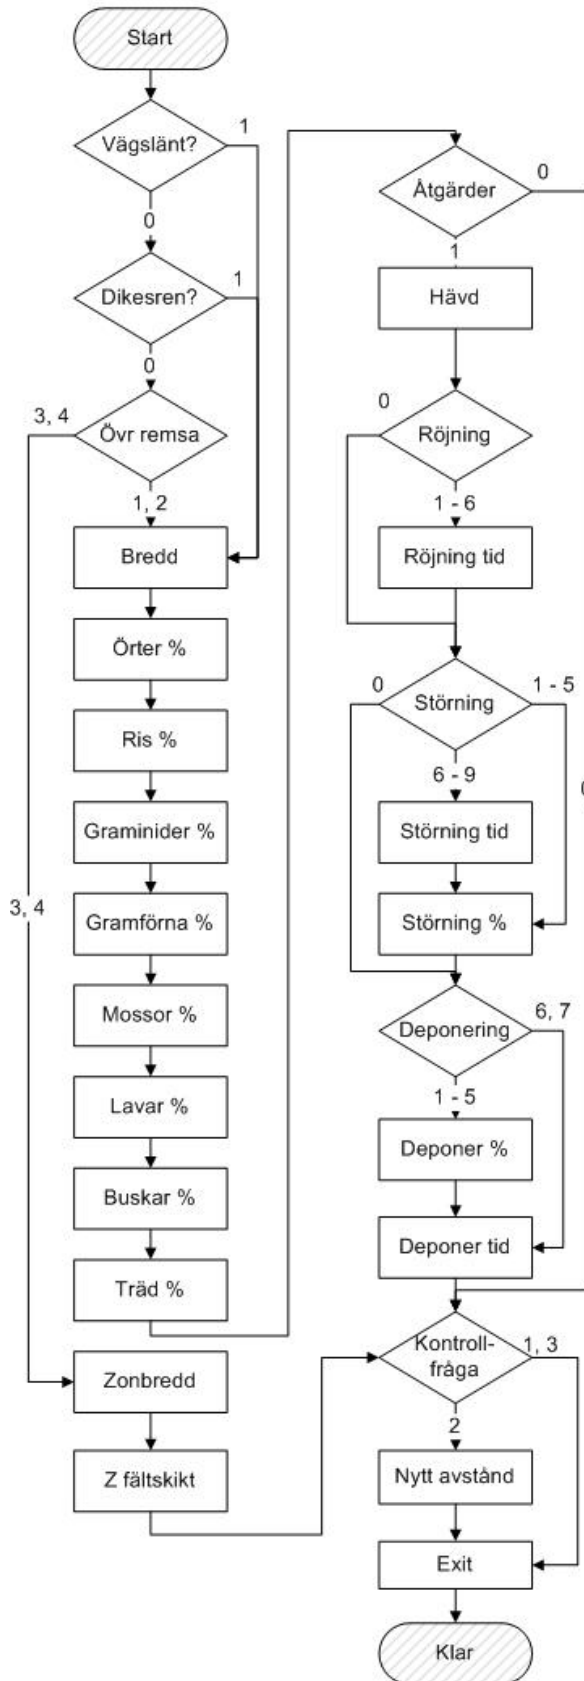 Start
Vägslänt?
1
0
Dikesren?
1
0
3, 4
Övr remsa
1, 2
Bredd
Örter %
Ris %
Graminider %
Gramförna %
3, 4
Mossor %
Lavar %
Buskar %
Träd %
Zonbredd
Z fältskikt
Åtgärder
0
1
Hävd
0
Röjning
1 - 6
Röjning tid
0
Störning
1 - 5
6 - 9
Störning tid
Störning %
Deponering
6, 7
1 - 5
Deponer %
Deponer tid
Kontroll-
fråga
1, 3
2
Nytt avstånd
Exit
Klar